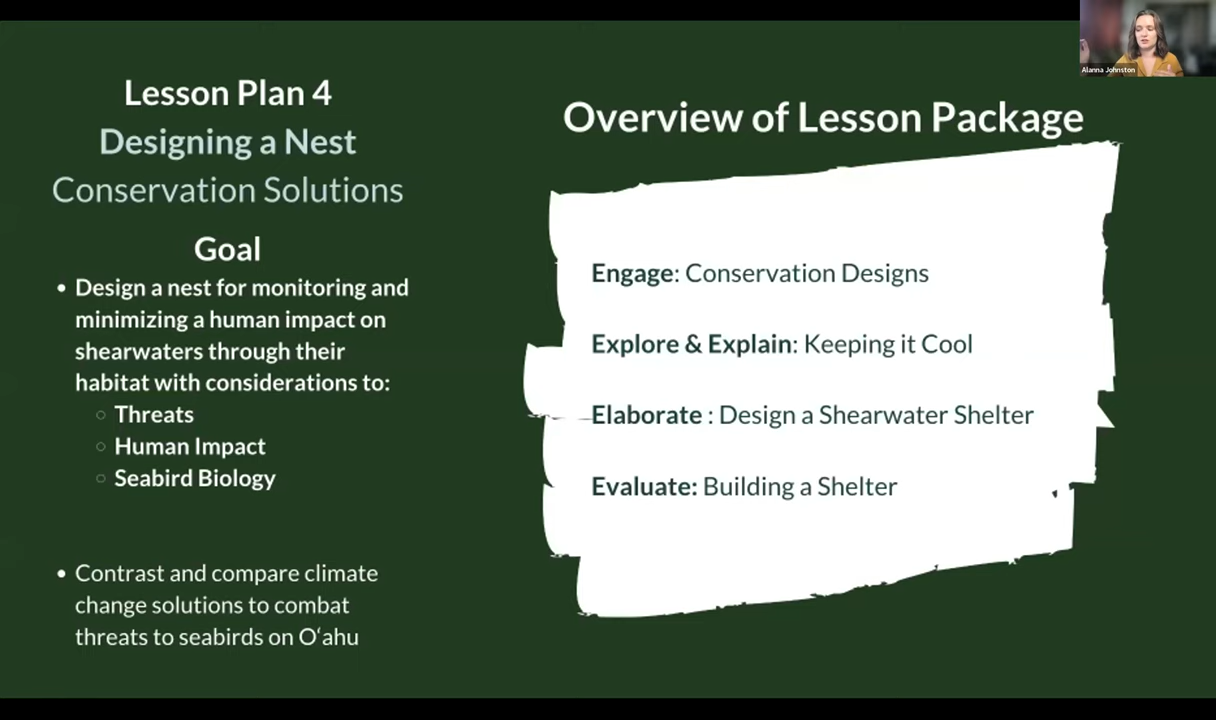 Lesson Plan 4
Designing a Nest
Conservation Solutions
Goal
• Design a nest for monitoring and
minimizing a human impact on
shearwaters through their
habitat with considerations to:
○ Threats
○ Human Impact
○ Seabird Biology
• Contrast and compare climate
change solutions to combat
threats to seabirds on Oʻahu
Overview of Lesson Package
Engage: Conservation Designs
Explore & Explain: Keeping it Cool
Elaborate : Design a Shearwater Shelter
Evaluate: Building a Shelter
Alanna Johnston